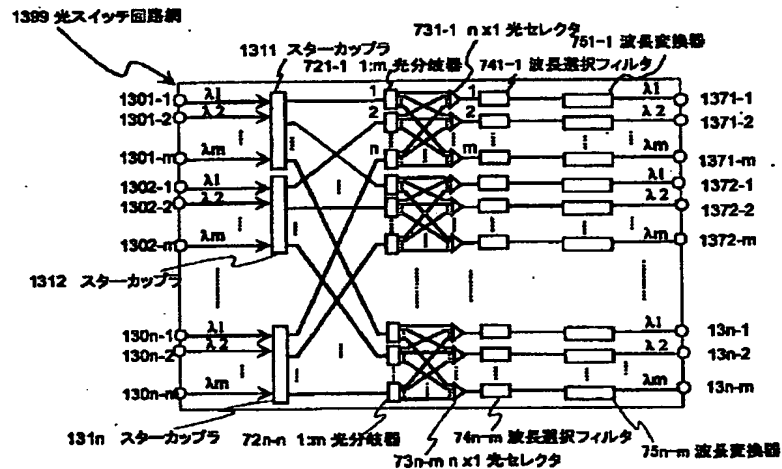 1399 光スイッチ回路網
1311 スターカップラ
721-1 1:m 光分岐器
731-1 n x1 光セレクタ
741-1 波長選択フィルタ
751-1 波長変換器
1301-1 λ1 1 1 λ1 1371-1
1301-2 λ2 2 2 λ2 1371-2
1301-m λm n m λm 1371-m
1302-1 λ1 λ1 1372-1
1302-2 λ2 λ2 1372-2
1302-m λm λm 1372-m
1312 スターカップラ
130n-1 λ1 λ1 13n-1
130n-2 λ2 λ2 13n-2
130n-m λm λm 13n-m
131n スターカップラ
72n-n 1:m 光分岐器
73n-m n x1 光セレクタ
74n-m 波長選択フィルタ
75n-m 波長変換器